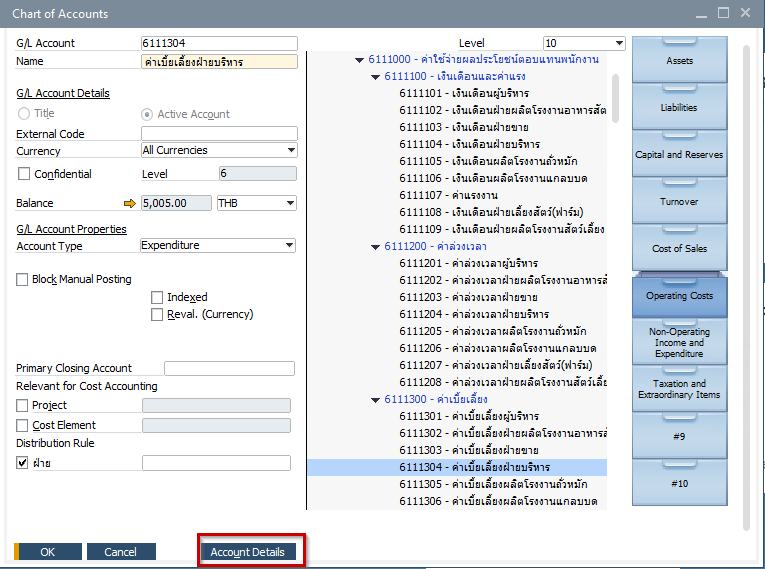 Chart of Accounts
G/L Account 6111304
Name ค่าเบี้ยเลี้ยงฝ่ายบริหาร
G/L Account Details
Title Active Account
External Code
Currency All Currencies
Confidential Level 6
Balance 5,005.00 THB
G/L Account Properties
Account Type Expenditure
Block Manual Posting
Indexed
Reval. (Currency)
Primary Closing Account
Relevant for Cost Accounting
Project
Cost Element
Distribution Rule
ฝ่าย
Level 10
6111000 - ค่าใช้จ่ายผลประโยชน์ตอบแทนพนักงาน
6111100 - เงินเดือนและค่าแรง
6111101 - เงินเดือนผู้บริหาร
6111102 - เงินเดือนฝ่ายผลิตโรงงานอาหารสัต
6111103 - เงินเดือนฝ่ายขาย
6111104 - เงินเดือนฝ่ายบริหาร
6111105 - เงินเดือนผลิตโรงงานถั่วหมัก
6111106 - เงินเดือนผลิตโรงงานแกลบบด
6111107 - ค่าแรงงาน
6111108 - เงินเดือนฝ่ายเลี้ยงสัตว์(ฟาร์ม)
6111109 - เงินเดือนฝ่ายผลิตโรงงานสัตว์เลี้ยง
6111200 - ค่าล่วงเวลา
6111201 - ค่าล่วงเวลาผู้บริหาร
6111202 - ค่าล่วงเวลาฝ่ายผลิตโรงงานอาหารสั
6111203 - ค่าล่วงเวลาฝ่ายขาย
6111204 - ค่าล่วงเวลาฝ่ายบริหาร
6111205 - ค่าล่วงเวลาผลิตโรงงานถั่วหมัก
6111206 - ค่าล่วงเวลาผลิตโรงงานแกลบบด
6111207 - ค่าล่วงเวลาฝ่ายเลี้ยงสัตว์(ฟาร์ม)
6111208 - ค่าล่วงเวลาฝ่ายผลิตโรงงานสัตว์เลี้ย
6111300 - ค่าเบี้ยเลี้ยง
6111301 - ค่าเบี้ยเลี้ยงผู้บริหาร
6111302 - ค่าเบี้ยเลี้ยงฝ่ายผลิตโรงงานอาหารสั
6111303 - ค่าเบี้ยเลี้ยงฝ่ายขาย
6111304 - ค่าเบี้ยเลี้ยงฝ่ายบริหาร
6111305 - ค่าเบี้ยเลี้ยงผลิตโรงงานถั่วหมัก
6111306 - ค่าเบี้ยเลี้ยงผลิตโรงงานแกลบบด
Assets
Liabilities
Capital and Reserves
Turnover
Cost of Sales
Operating Costs
Non-Operating
Income and
Expenditure
Taxation and
Extraordinary Items
#9
#10
OK Cancel Account Details